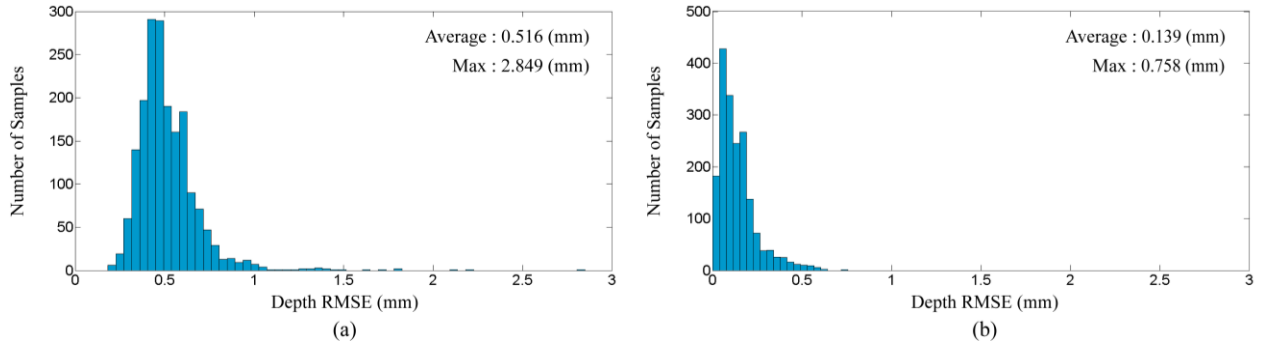 300
250
200
150
100
50
0
Number of Samples
Average : 0.516 (mm)
Max : 2.849 (mm)
0 0.5 1 1.5 2 2.5 3
Depth RMSE (mm)
(a)
500
400
300
200
100
0
Number of Samples
Average : 0.139 (mm)
Max : 0.758 (mm)
0 0.5 1 1.5 2 2.5 3
Depth RMSE (mm)
(b)